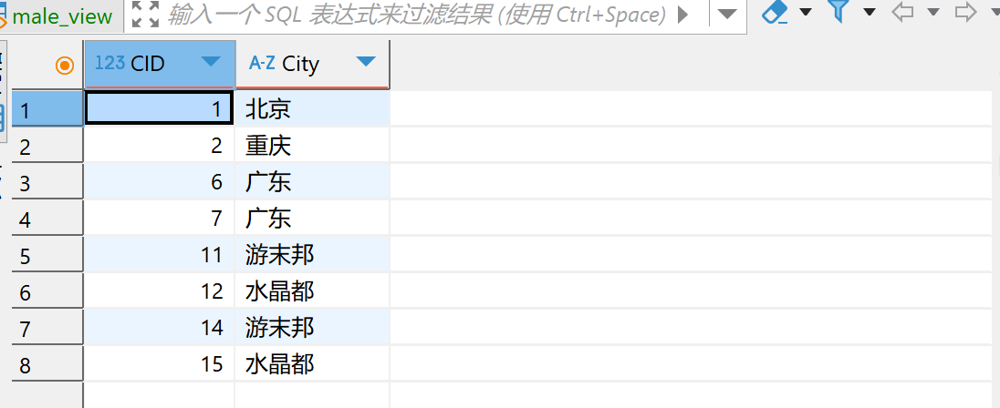 male_view 输入一个 SQL 表达式来过滤结果 (使用 Ctrl+Space)
123 CID A-Z City
1 1 北京
2 2 重庆
3 6 广东
4 7 广东
5 11 游末邦
6 12 水晶都
7 14 游末邦
8 15 水晶都